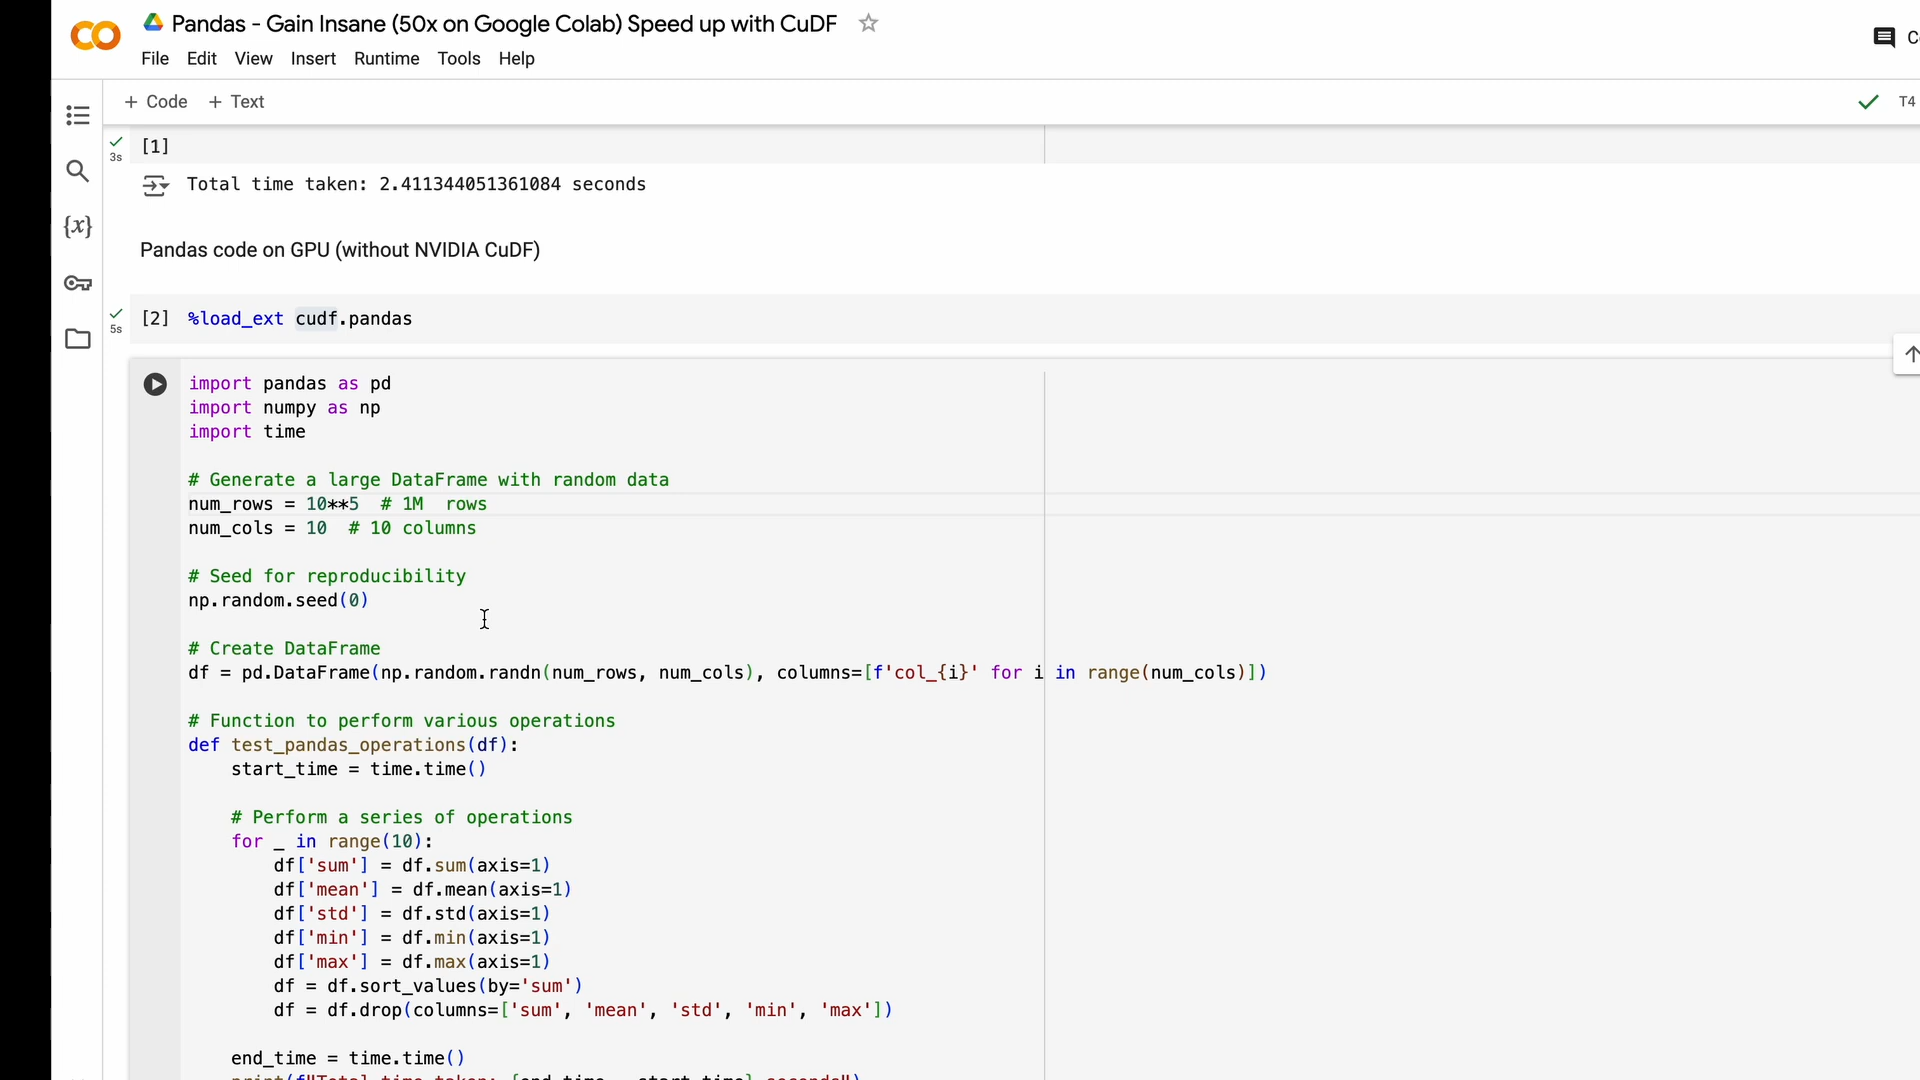 Pandas - Gain Insane (50x on Google Colab) Speed up with CuDF
File Edit View Insert Runtime Tools Help
+ Code + Text
T4
[1]
3s
Total time taken: 2.411344051361084 seconds
Pandas code on GPU (without NVIDIA CuDF)
{x}
[2] %load_ext cudf.pandas
5s
import pandas as pd
import numpy as np
import time
# Generate a large DataFrame with random data
num_rows = 10**5  # 1M  rows
num_cols = 10  # 10 columns
# Seed for reproducibility
np.random.seed(0)
# Create DataFrame
df = pd.DataFrame(np.random.randn(num_rows, num_cols), columns=[f'col_{i}' for i in range(num_cols)])
# Function to perform various operations
def test_pandas_operations(df):
    start_time = time.time()
    # Perform a series of operations
    for _ in range(10):
        df['sum'] = df.sum(axis=1)
        df['mean'] = df.mean(axis=1)
        df['std'] = df.std(axis=1)
        df['min'] = df.min(axis=1)
        df['max'] = df.max(axis=1)
        df = df.sort_values(by='sum')
        df = df.drop(columns=['sum', 'mean', 'std', 'min', 'max'])
    end_time = time.time()
    print(f"Total time taken: {end_time - start_time} seconds")